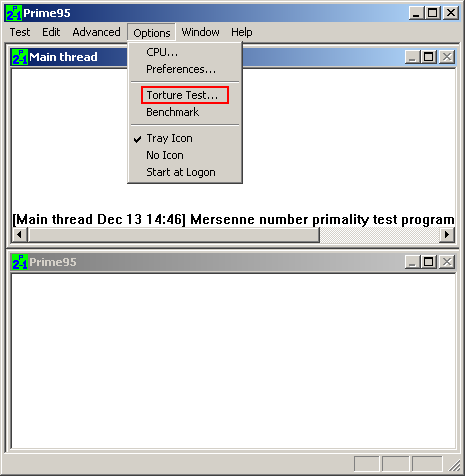 Prime95
Test Edit Advanced Options Window Help
Main thread
CPU...
Preferences...
Torture Test...
Benchmark
Tray Icon
No Icon
Start at Logon
[Main thread Dec 13 14:46] Mersenne number primality test program
Prime95